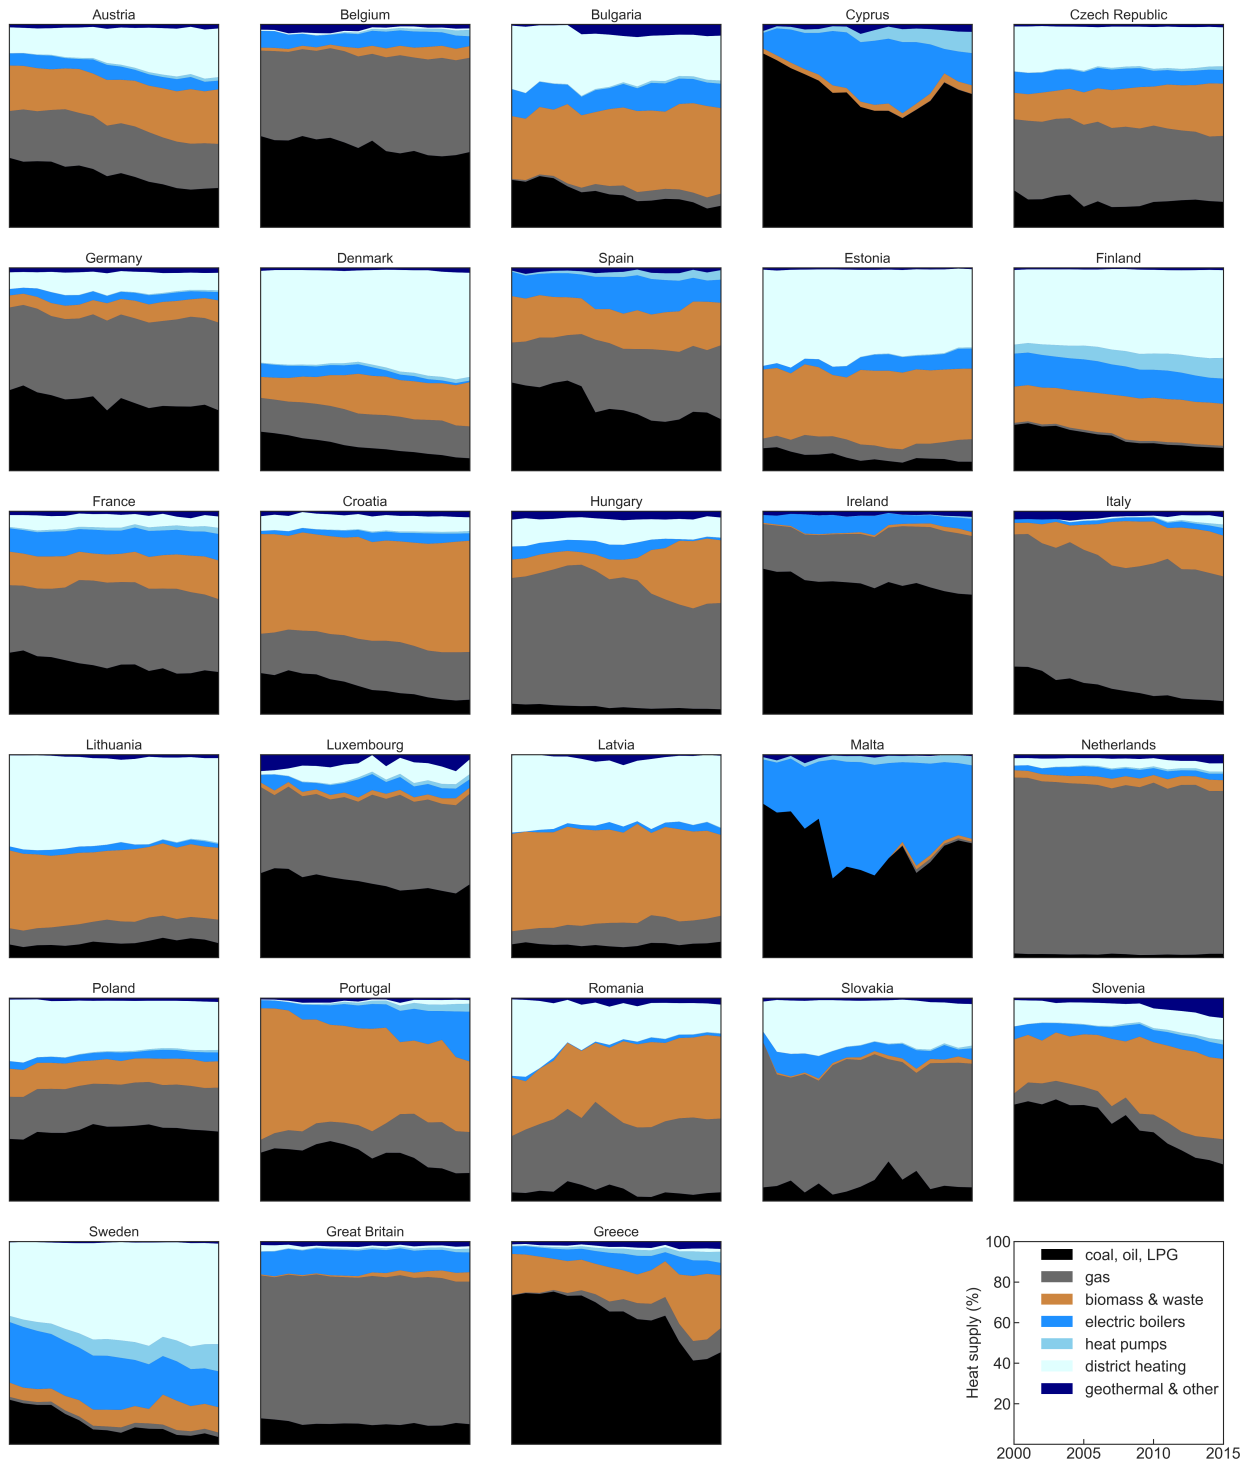 Austria
Belgium
Bulgaria
Cyprus
Czech Republic
Germany
Denmark
Spain
Estonia
Finland
France
Croatia
Hungary
Ireland
Italy
Lithuania
Luxembourg
Latvia
Malta
Netherlands
Poland
Portugal
Romania
Slovakia
Slovenia
Sweden
Great Britain
Greece
Heat supply (%)
100
80
60
40
20
coal, oil, LPG
gas
biomass & waste
electric boilers
heat pumps
district heating
geothermal & other
2000
2005
2010
2015